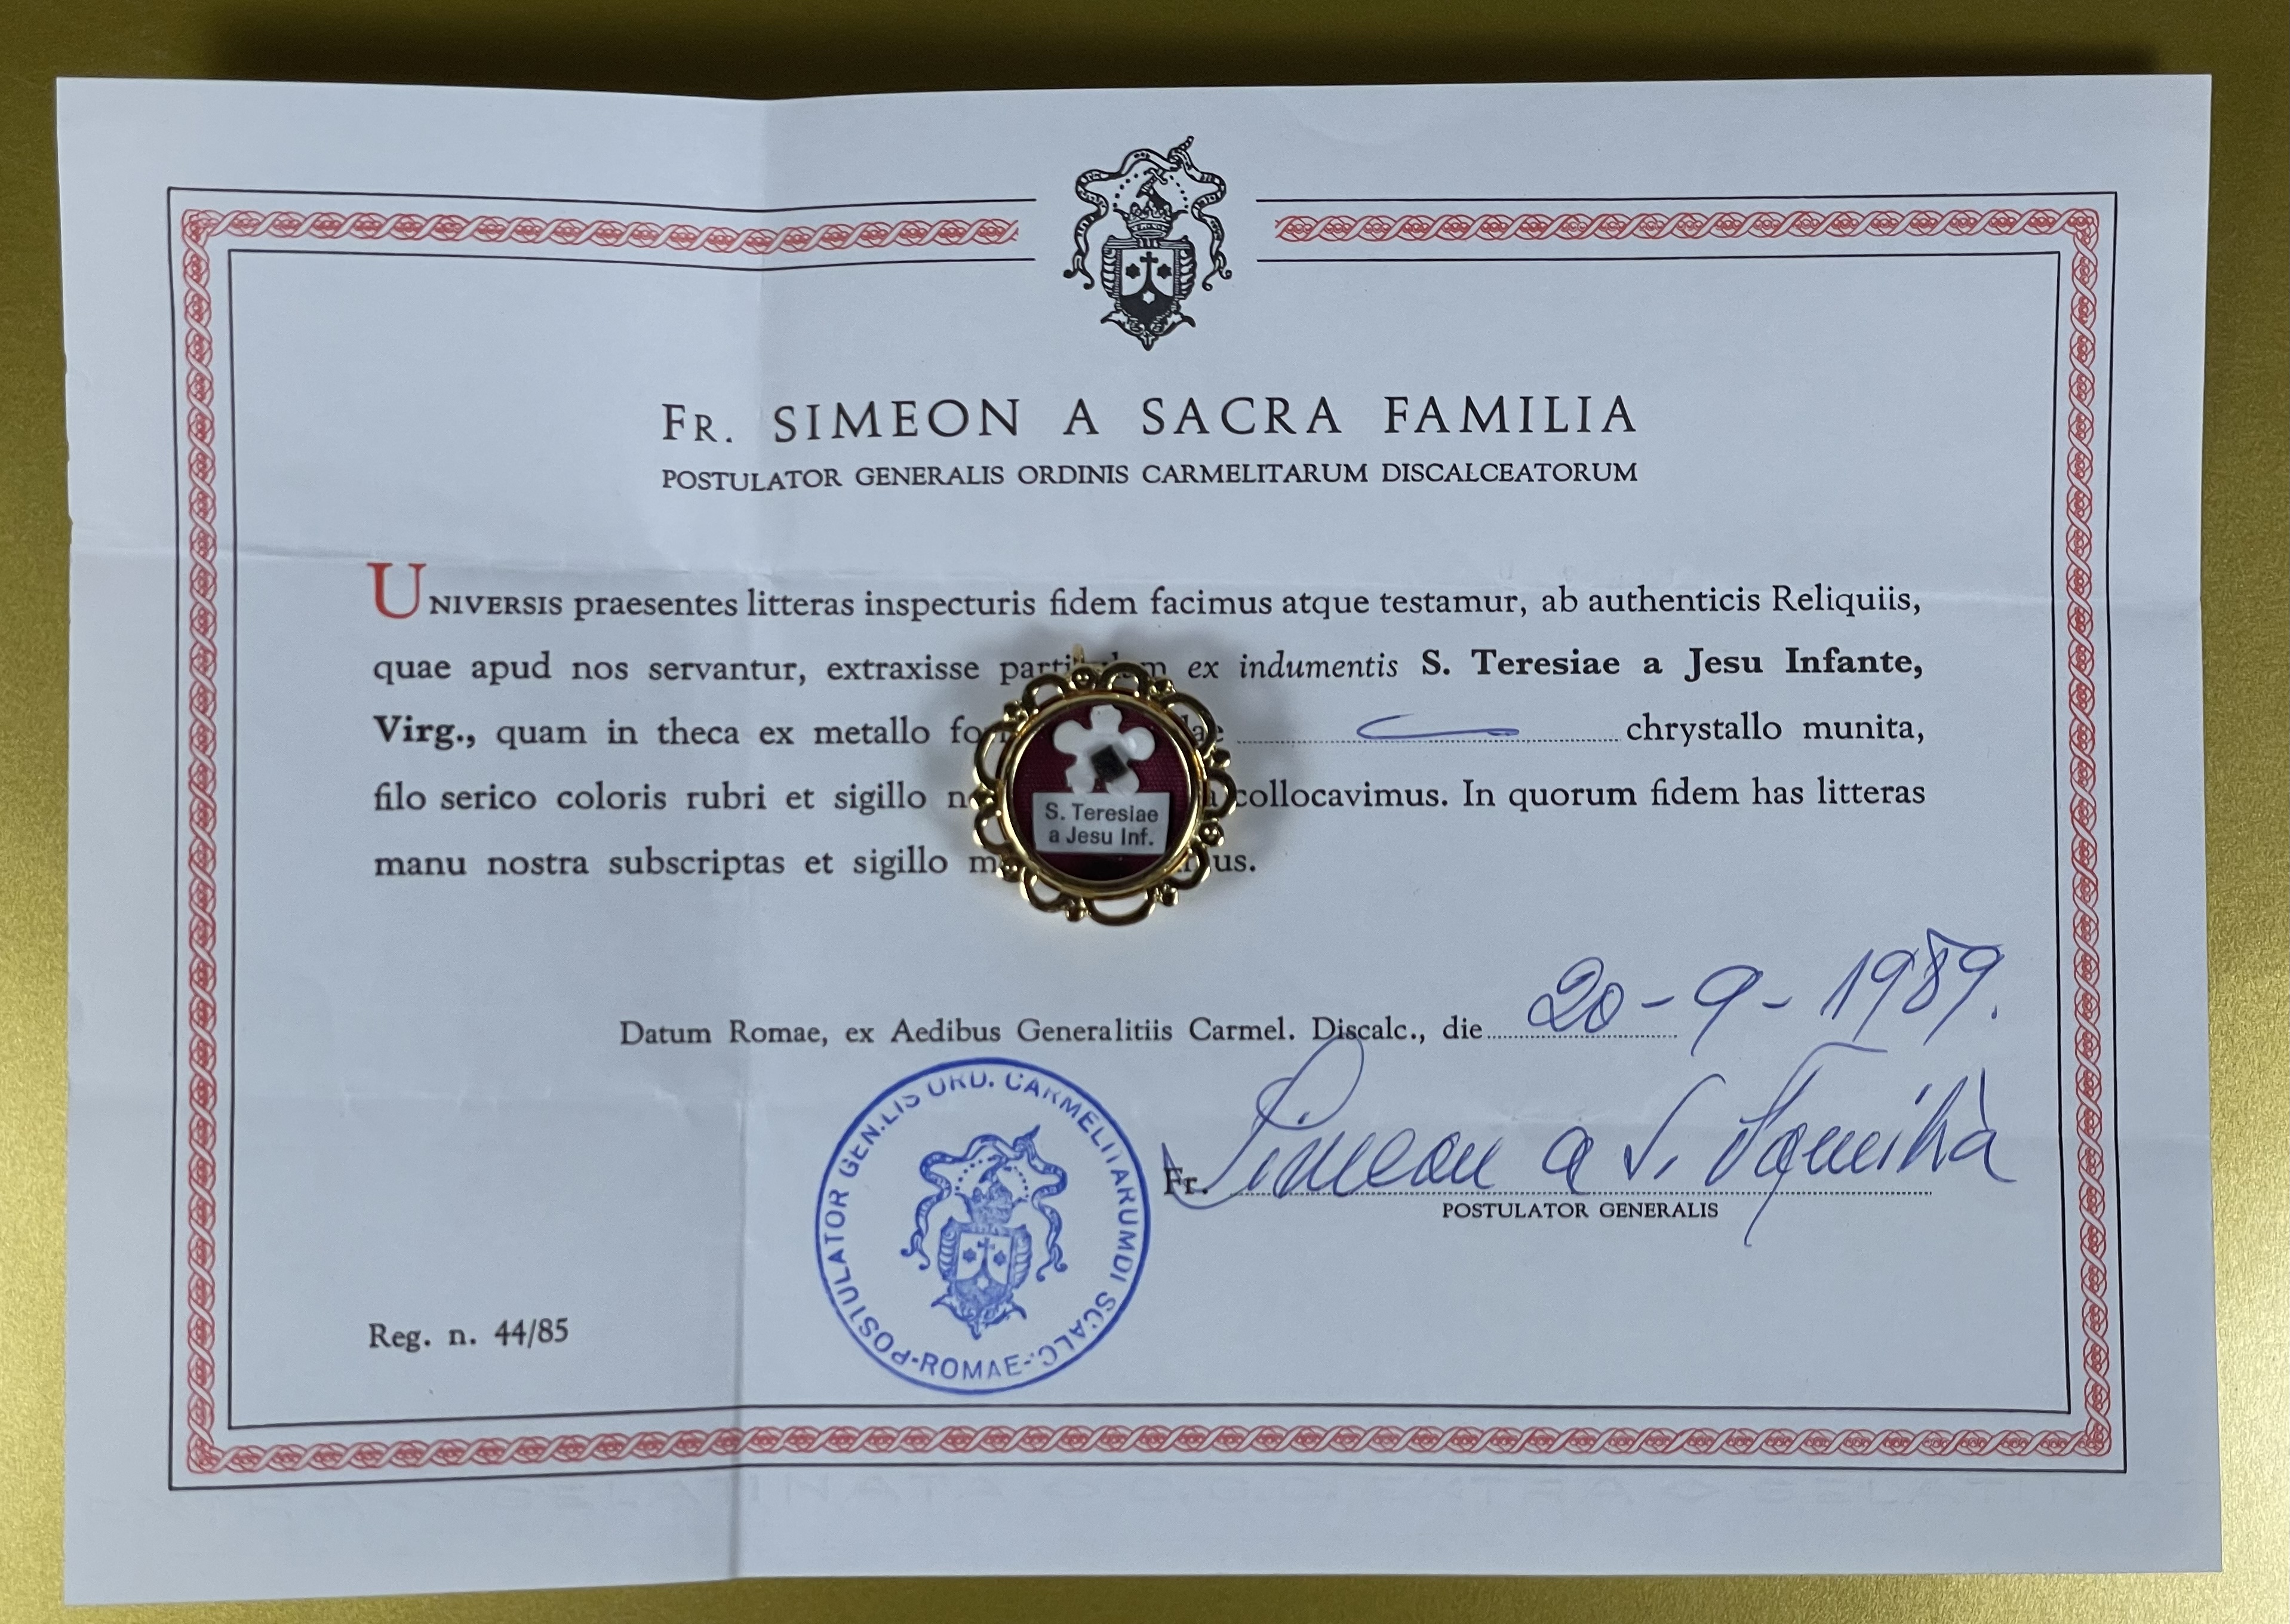 FR. SIMEON A SACRA FAMILIA
POSTULATOR GENERALIS ORDINIS CARMELITARUM DISCALCEATORUM
UNIVERSIS praesentes litteras inspecturis fidem facimus atque testamur, ab authenticis Reliquiis,
quae apud nos servantur, extraxisse ex indumentis S. Teresiae a Jesu Infante,
Virg., quam in theca ex metallo chrystallo munita,
filo serico coloris rubri et sigillo collocavimus. In quorum fidem has litteras
manu nostra subscriptas et sigillo
S. Teresiae
a Jesu Inf.
Datum Romae, ex Aedibus Generalitiis Carmel. Discalc., die 20-9-1989.
Fr. Simeon a S. Familia
POSTULATOR GENERALIS
POSTULATOR GEN.LIS ORD. CARMELITARUMDI SCALC.-ROMAE-
Reg. n. 44/85